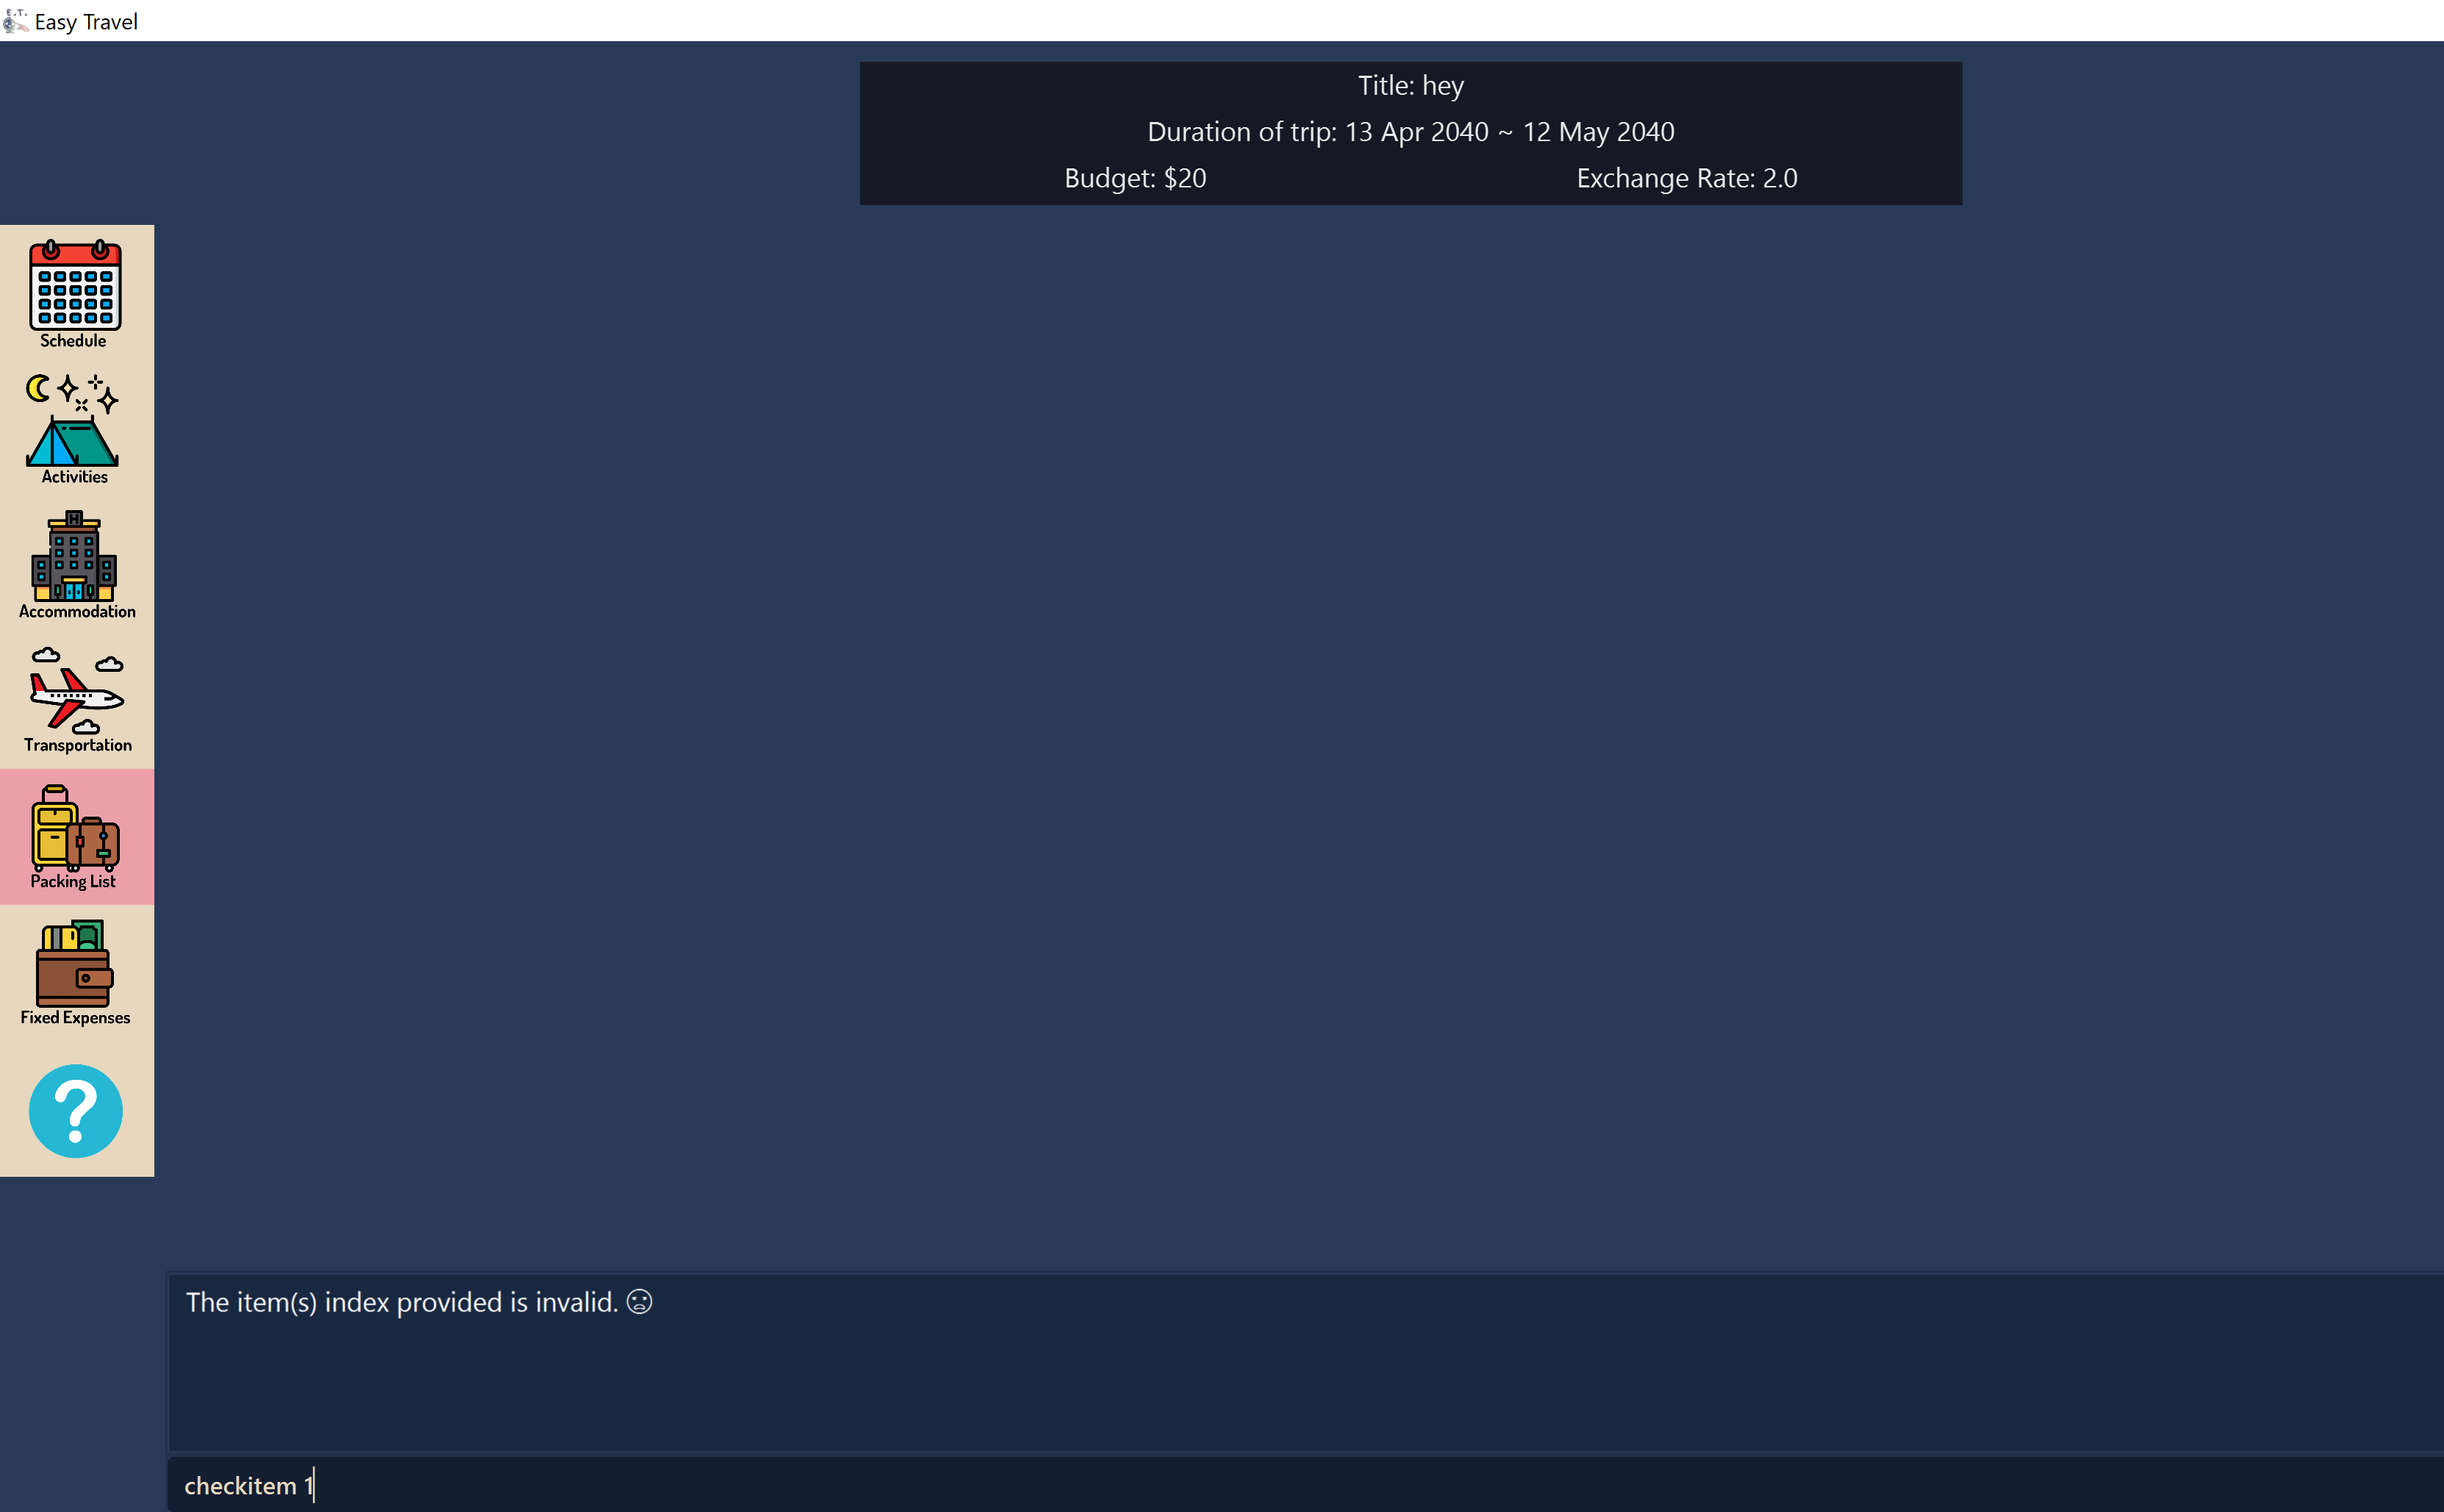 E.T.
Easy Travel
Title: hey
Duration of trip: 13 Apr 2040 ~ 12 May 2040
Budget: $20 Exchange Rate: 2.0
Schedule
Activities
H
Accommodation
Transportation
Packing List
Fixed Expenses
?
The item(s) index provided is invalid. ☹
checkitem 1